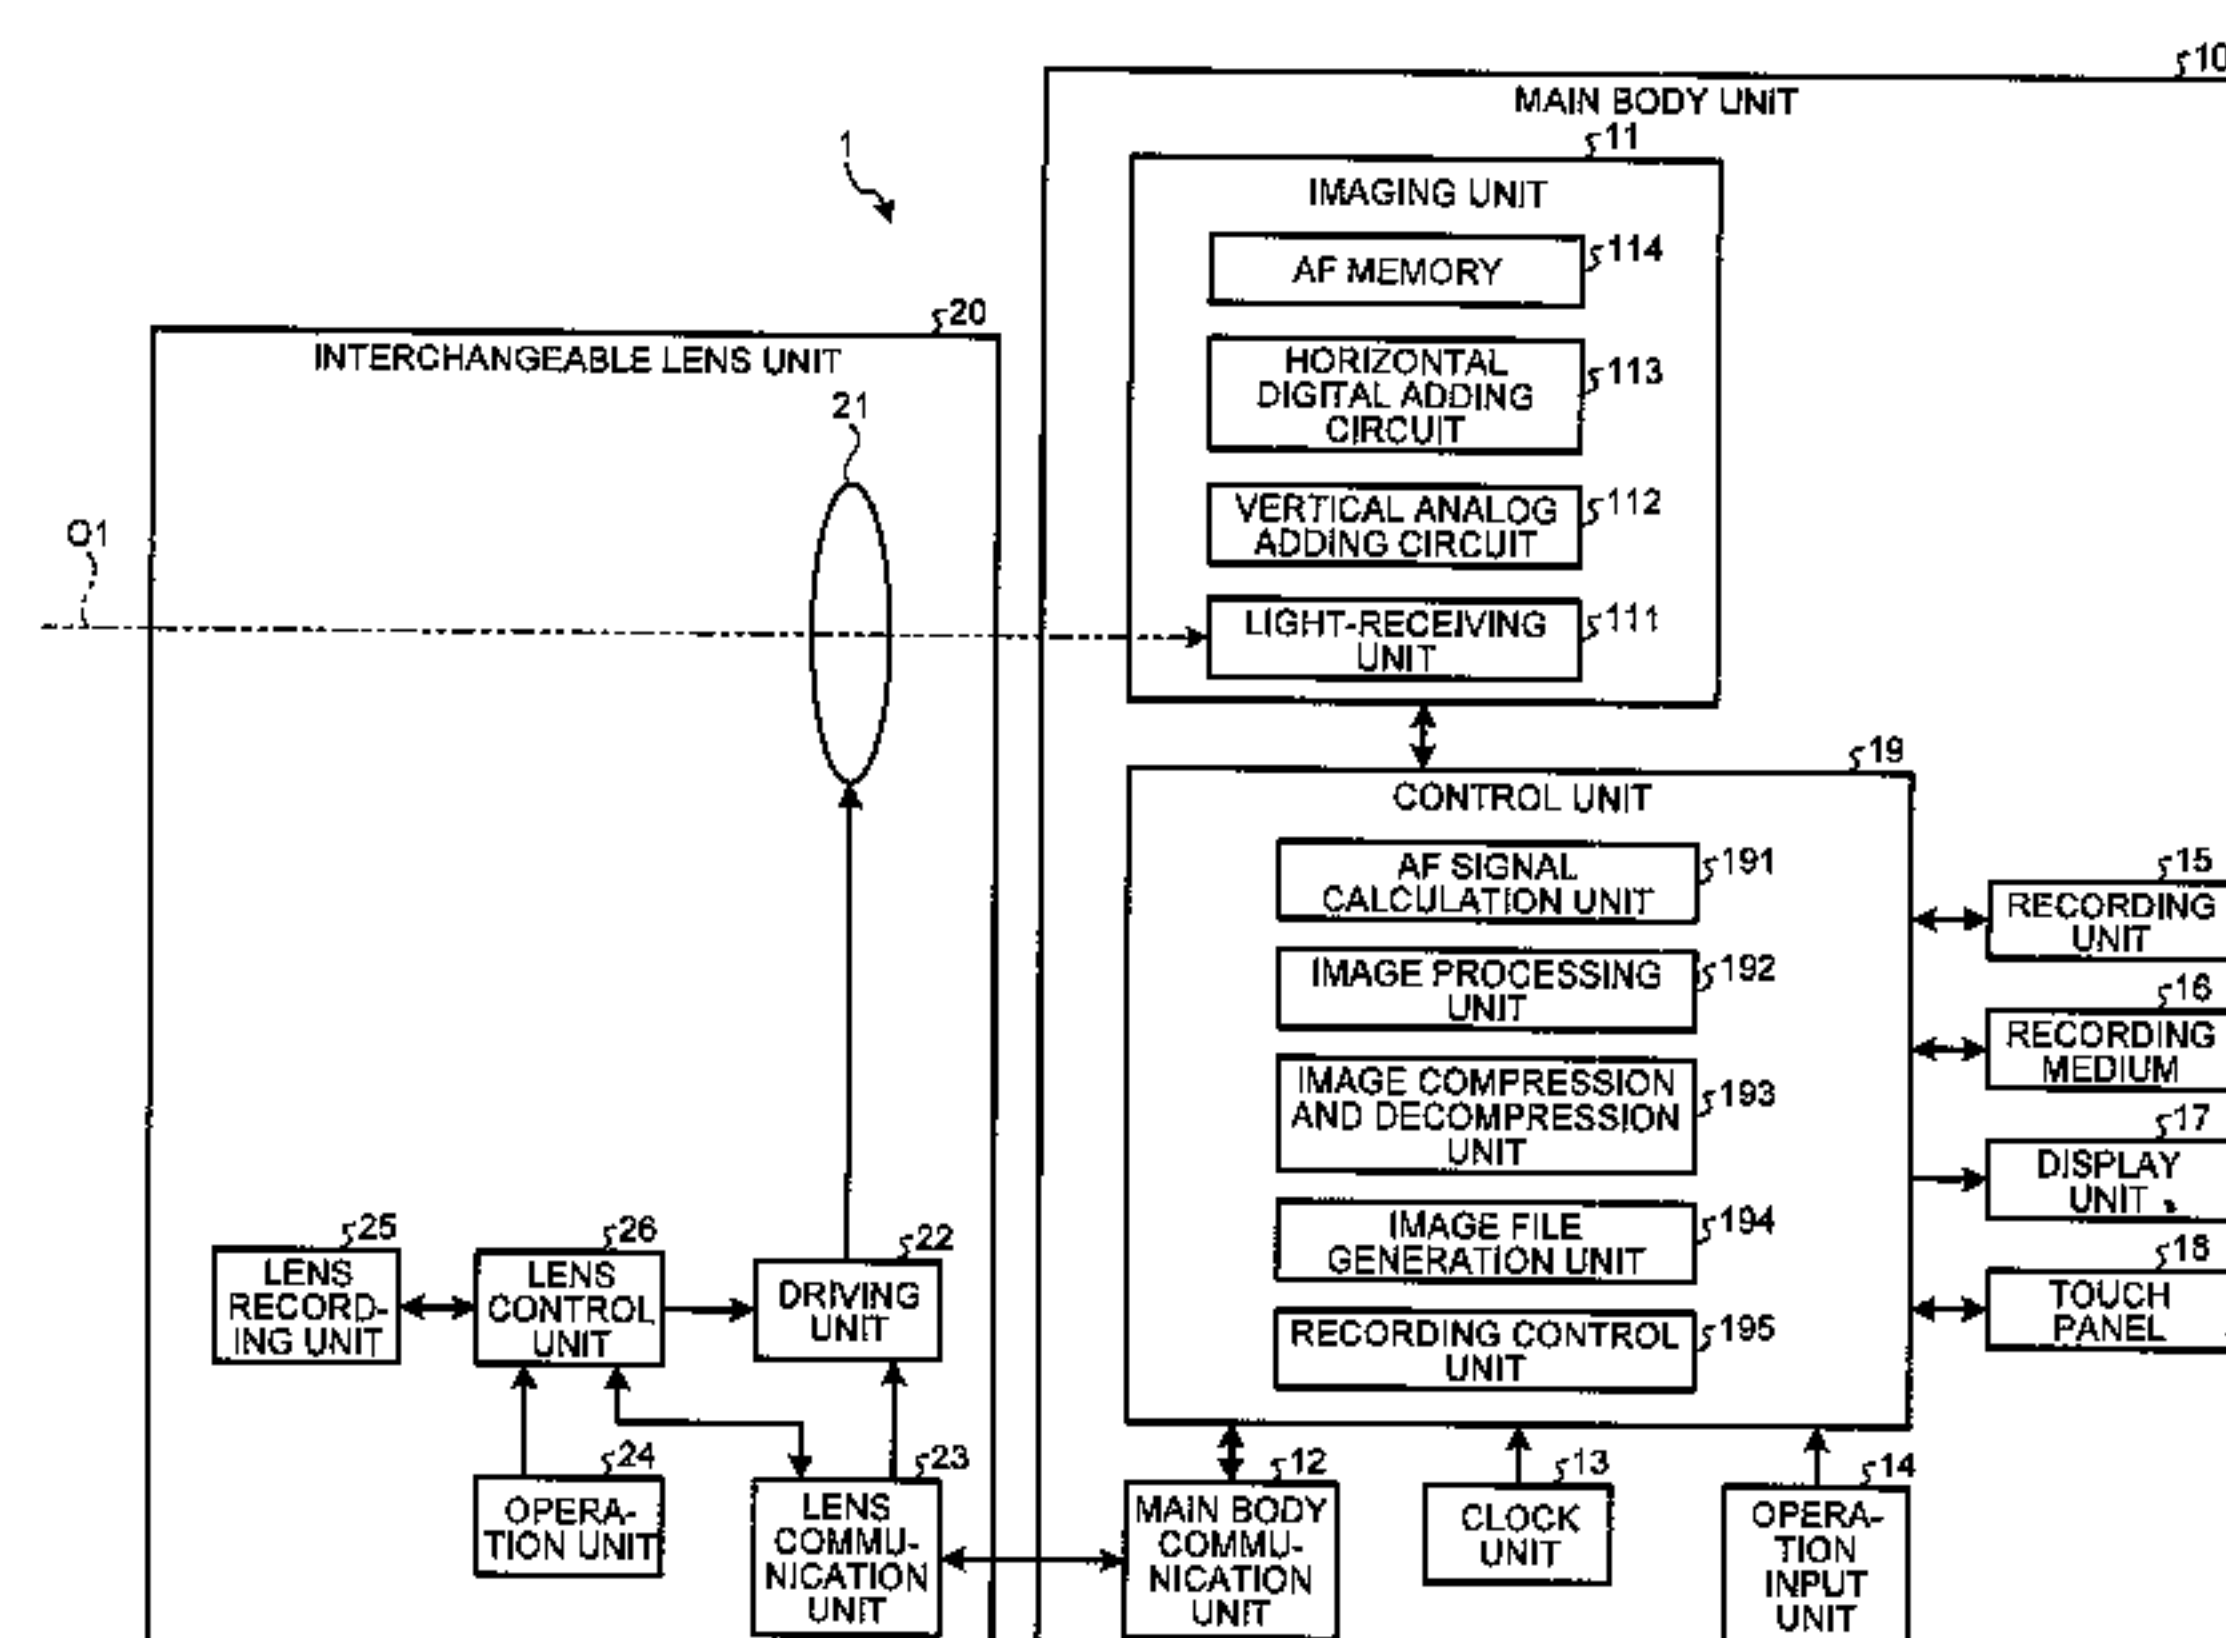 10
MAIN BODY UNIT
11
1
IMAGING UNIT
AF MEMORY
114
20
INTERCHANGEABLE LENS UNIT
HORIZONTAL
DIGITAL ADDING
CIRCUIT
113
21
VERTICAL ANALOG
ADDING CIRCUIT
112
O1
LIGHT-RECEIVING
UNIT
111
19
CONTROL UNIT
AF SIGNAL
CALCULATION UNIT
191
15
RECORDING
UNIT
IMAGE PROCESSING
UNIT
192
16
RECORDING
MEDIUM
IMAGE COMPRESSION
AND DECOMPRESSION
UNIT
193
17
DISPLAY
UNIT
IMAGE FILE
GENERATION UNIT
194
18
TOUCH
PANEL
25
LENS
RECORD-
ING UNIT
26
LENS
CONTROL
UNIT
22
DRIVING
UNIT
RECORDING CONTROL
UNIT
195
24
OPERA-
TION UNIT
23
LENS
COMMU-
NICATION
UNIT
12
MAIN BODY
COMMU-
NICATION
UNIT
13
CLOCK
UNIT
14
OPERA-
TION
INPUT
UNIT